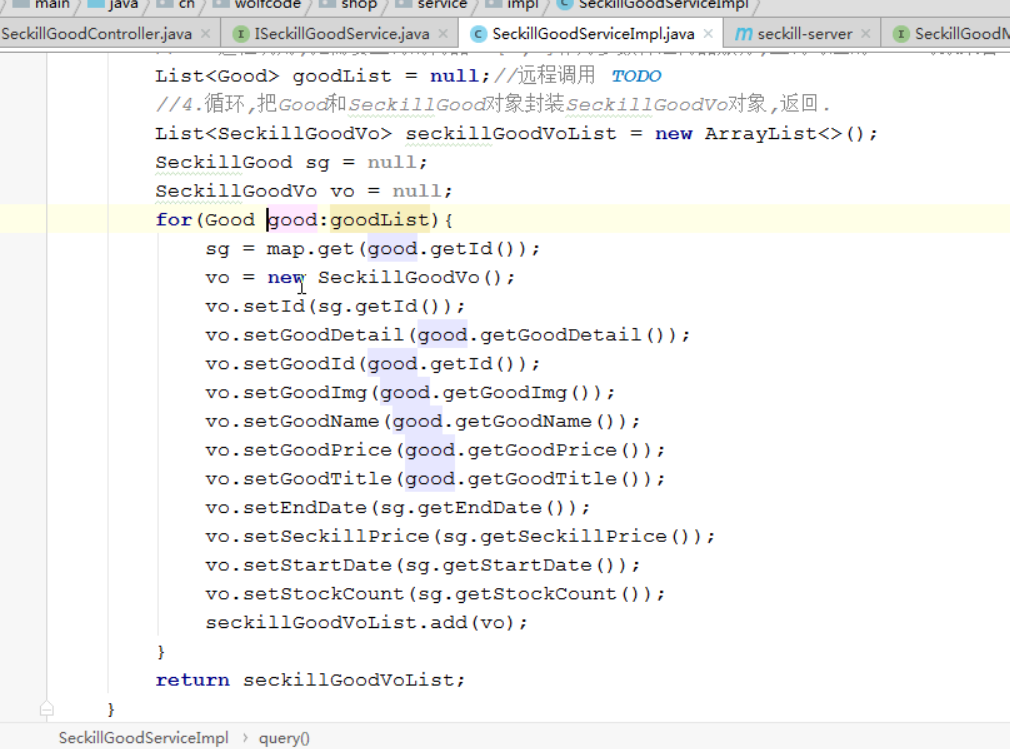 main java cn wolfcode shop service impl SeckillGoodServiceImpl
SeckillGoodController.java × ISeckillGoodService.java × SeckillGoodServiceImpl.java × seckill-server × SeckillGoodM
List<Good> goodList = null;//远程调用 TODO
//4.循环,把Good和SeckillGood对象封装SeckillGoodVo对象,返回.
List<SeckillGoodVo> seckillGoodVoList = new ArrayList<>();
SeckillGood sg = null;
SeckillGoodVo vo = null;
for(Good good:goodList){
sg = map.get(good.getId());
vo = new SeckillGoodVo();
vo.setId(sg.getId());
vo.setGoodDetail(good.getGoodDetail());
vo.setGoodId(good.getId());
vo.setGoodImg(good.getGoodImg());
vo.setGoodName(good.getGoodName());
vo.setGoodPrice(good.getGoodPrice());
vo.setGoodTitle(good.getGoodTitle());
vo.setEndDate(sg.getEndDate());
vo.setSeckillPrice(sg.getSeckillPrice());
vo.setStartDate(sg.getStartDate());
vo.setStockCount(sg.getStockCount());
seckillGoodVoList.add(vo);
}
return seckillGoodVoList;
}
SeckillGoodServiceImpl › query()